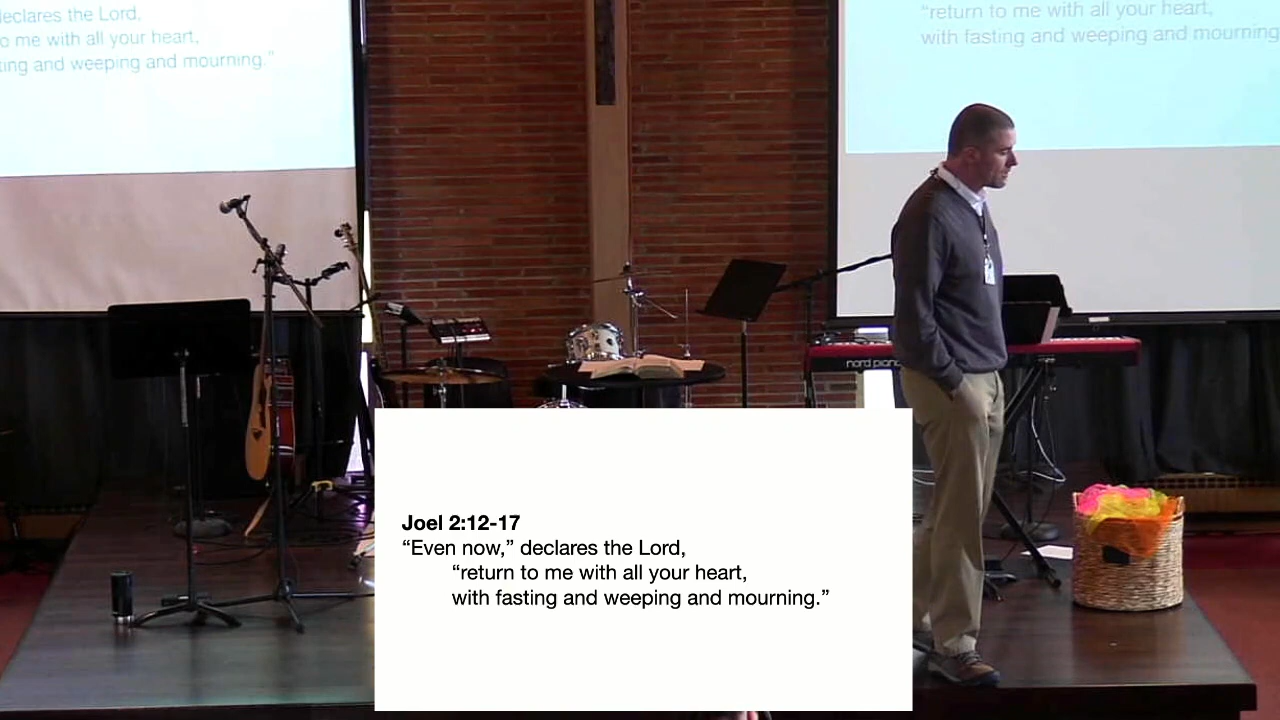 declares the Lord,
to me with all your heart,
ting and weeping and mourning.”
“return to me with all your heart,
with fasting and weeping and mourning
nord piano
Joel 2:12-17
“Even now,” declares the Lord,
“return to me with all your heart,
with fasting and weeping and mourning.”